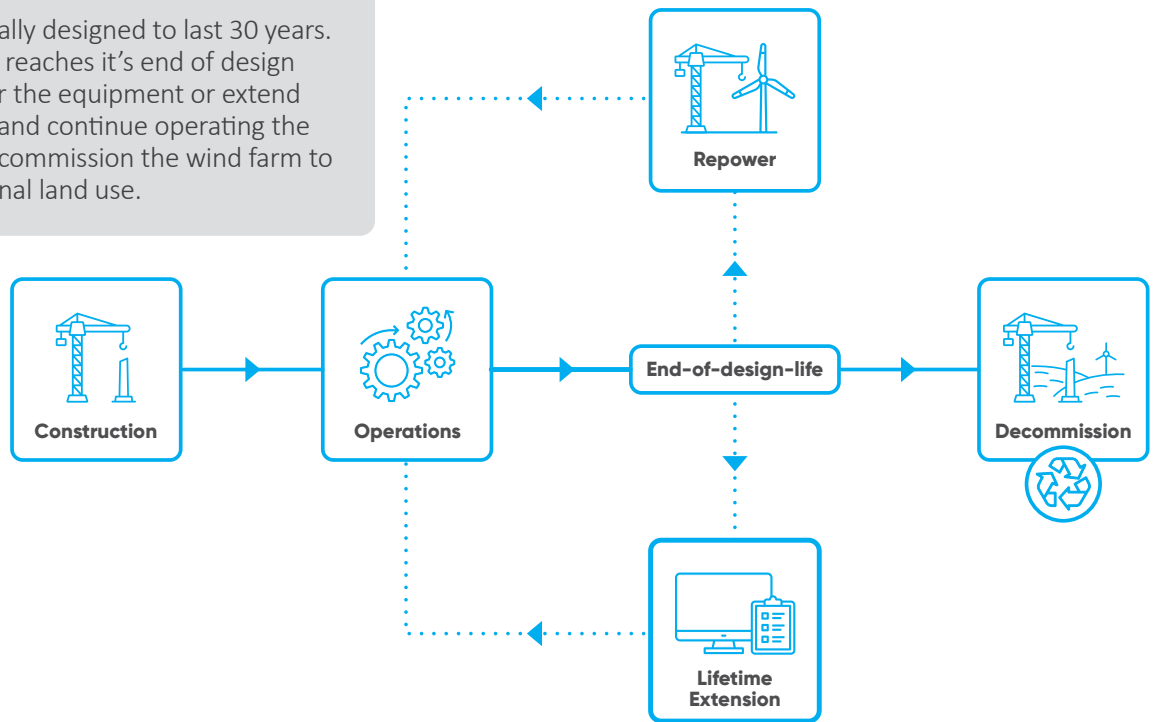 ally designed to last 30 years.
reaches it’s end of design
r the equipment or extend
and continue operating the
commission the wind farm to
nal land use.
Repower
Construction
Operations
End-of-design-life
Decommission
Lifetime
Extension